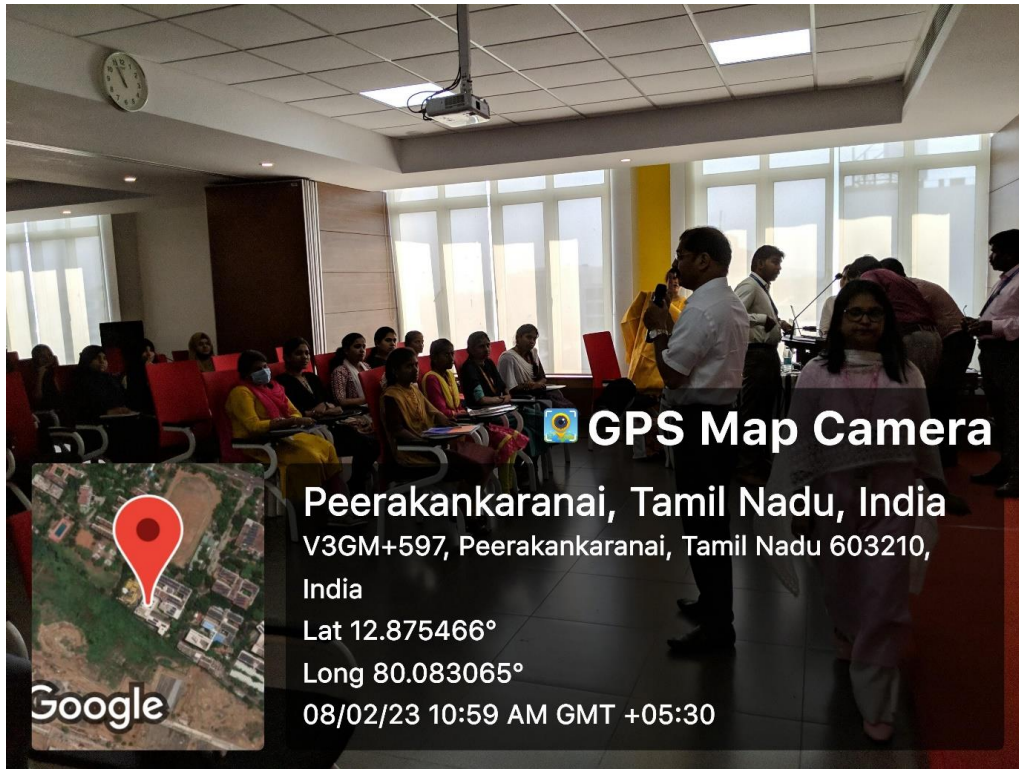 GPS Map Camera
Peerakankaranai, Tamil Nadu, India
V3GM+597, Peerakankaranai, Tamil Nadu 603210,
India
Lat 12.875466°
Long 80.083065°
08/02/23 10:59 AM GMT +05:30
Google